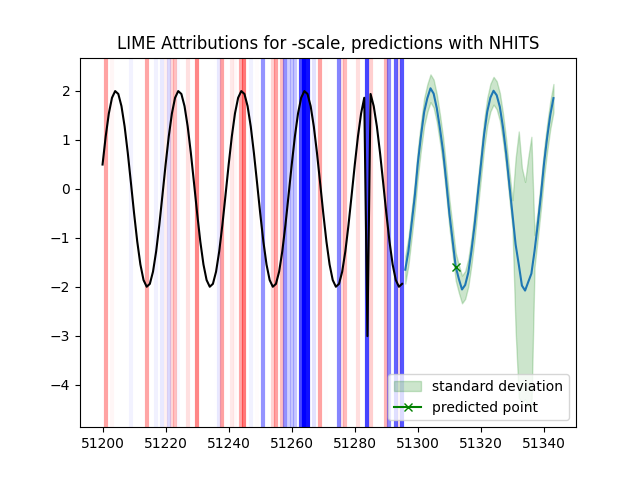 LIME Attributions for -scale, predictions with NHITS
2
1
0
−1
−2
−3
−4
standard deviation
predicted point
51200 51220 51240 51260 51280 51300 51320 51340